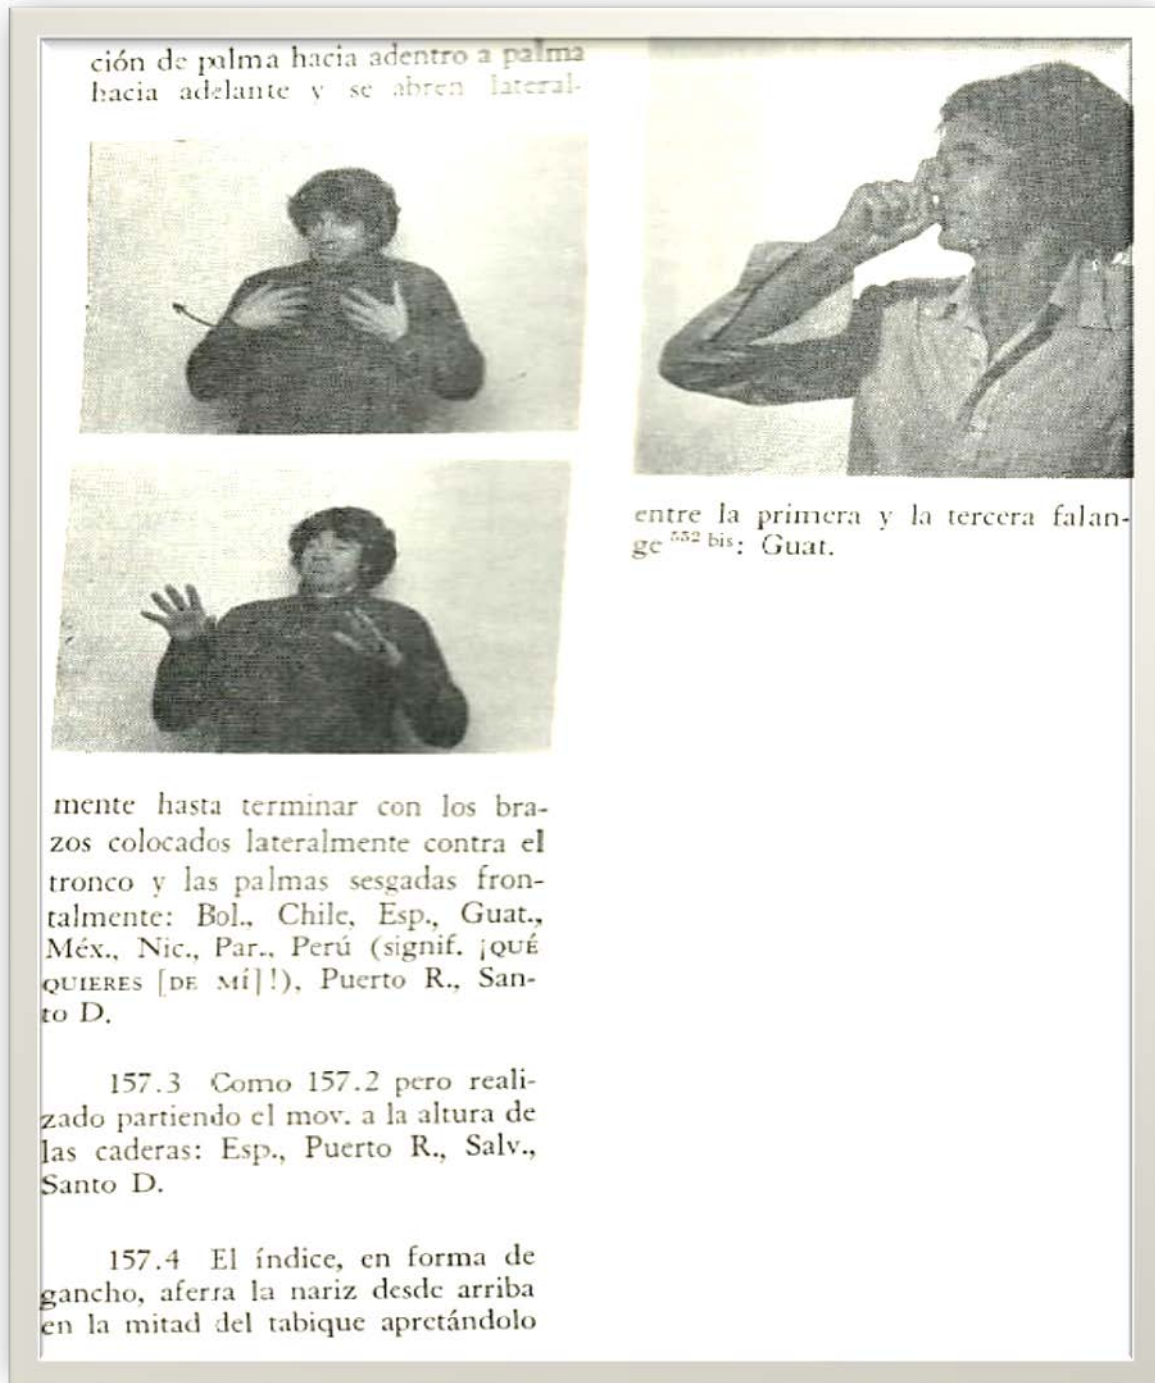 ción de palma hacia adentro a palma
hacia adelante y se abren lateral-
mente hasta terminar con los bra-
zos colocados lateralmente contra el
tronco y las palmas sesgadas fron-
talmente: Bol., Chile, Esp., Guat.,
Méx., Nic., Par., Perú (signif. ¡QUÉ
QUIERES [DE MÍ]!), Puerto R., San-
to D.
157.3 Como 157.2 pero reali-
zado partiendo el mov. a la altura de
las caderas: Esp., Puerto R., Salv.,
Santo D.
157.4 El índice, en forma de
gancho, aferra la nariz desde arriba
en la mitad del tabique apretándolo
entre la primera y la tercera falan-
ge 552 bis: Guat.